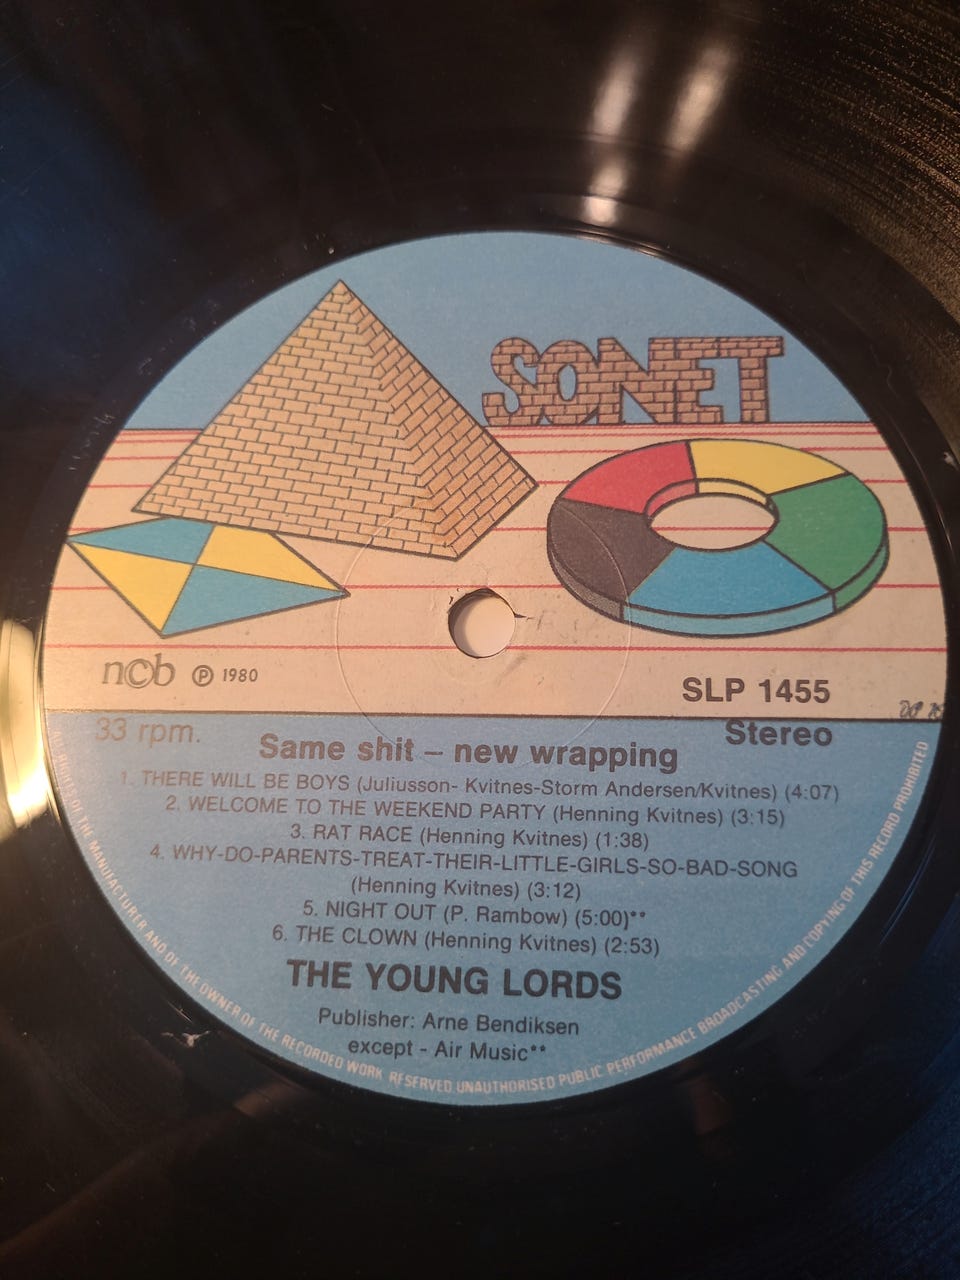 SONET
ncb Ⓟ 1980
SLP 1455
33 rpm.
Stereo
Same shit – new wrapping
1. THERE WILL BE BOYS (Juliusson- Kvitnes-Storm Andersen/Kvitnes) (4:07)
2. WELCOME TO THE WEEKEND PARTY (Henning Kvitnes) (3:15)
3. RAT RACE (Henning Kvitnes) (1:38)
4. WHY-DO-PARENTS-TREAT-THEIR-LITTLE-GIRLS-SO-BAD-SONG
(Henning Kvitnes) (3:12)
5. NIGHT OUT (P. Rambow) (5:00)**
6. THE CLOWN (Henning Kvitnes) (2:53)
THE YOUNG LORDS
Publisher: Arne Bendiksen
except - Air Music**
ALL RIGHTS OF THE MANUFACTURER AND OF THE OWNER OF THE RECORDED WORK RESERVED UNAUTHORISED PUBLIC PERFORMANCE BROADCASTING AND COPYING OF THIS RECORD PROHIBITED